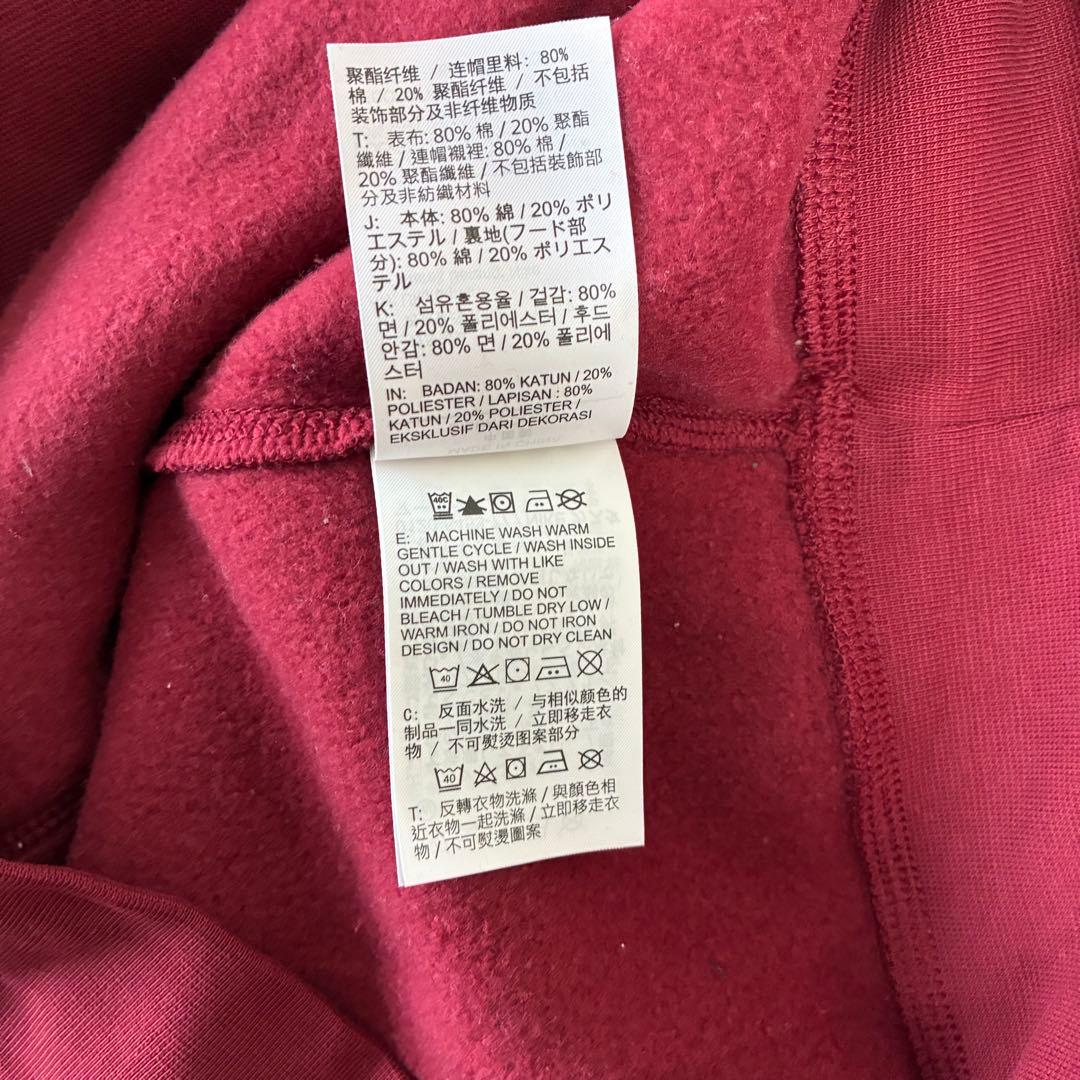 聚酯纤维 / 连帽里料: 80%
棉 / 20% 聚酯纤维 / 不包括
装饰部分及非纤维物质
T: 表布: 80% 棉 / 20% 聚酯
纖維 / 連帽襯裡: 80% 棉 /
20% 聚酯纖維 / 不包括裝飾部
分及非紡織材料
J: 本体: 80% 綿 / 20% ポリ
エステル / 裏地(フード部
分): 80% 綿 / 20% ポリエス
テル
K: 섬유혼용율 / 겉감: 80%
면 / 20% 폴리에스터 / 후드
안감: 80% 면 / 20% 폴리에
스터
IN: BADAN: 80% KATUN / 20%
POLIESTER / LAPISAN : 80%
KATUN / 20% POLIESTER /
EKSKLUSIF DARI DEKORASI
40C
E: MACHINE WASH WARM
GENTLE CYCLE / WASH INSIDE
OUT / WASH WITH LIKE
COLORS / REMOVE
IMMEDIATELY / DO NOT
BLEACH / TUMBLE DRY LOW /
WARM IRON / DO NOT IRON
DESIGN / DO NOT DRY CLEAN
40
C: 反面水洗 / 与相似颜色的
制品一同水洗 / 立即移走衣
物 / 不可熨烫图案部分
40
T: 反轉衣物洗滌 / 與顏色相
近衣物一起洗滌 / 立即移走衣
物 / 不可熨燙圖案